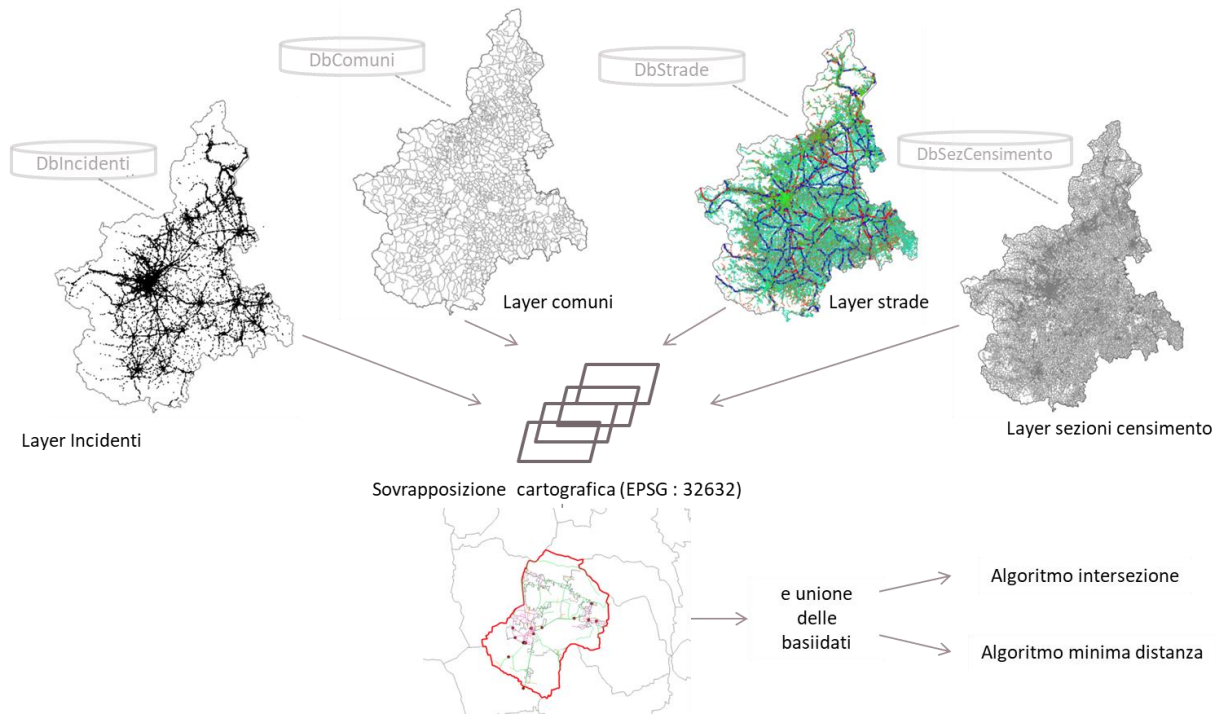 DbComuni
DbStrade
DbIncidenti
DbSezCensimento
Layer comuni
Layer strade
Layer Incidenti
Layer sezioni censimento
Sovrapposizione cartografica (EPSG : 32632)
e unione
delle
basiidati
Algoritmo intersezione
Algoritmo minima distanza